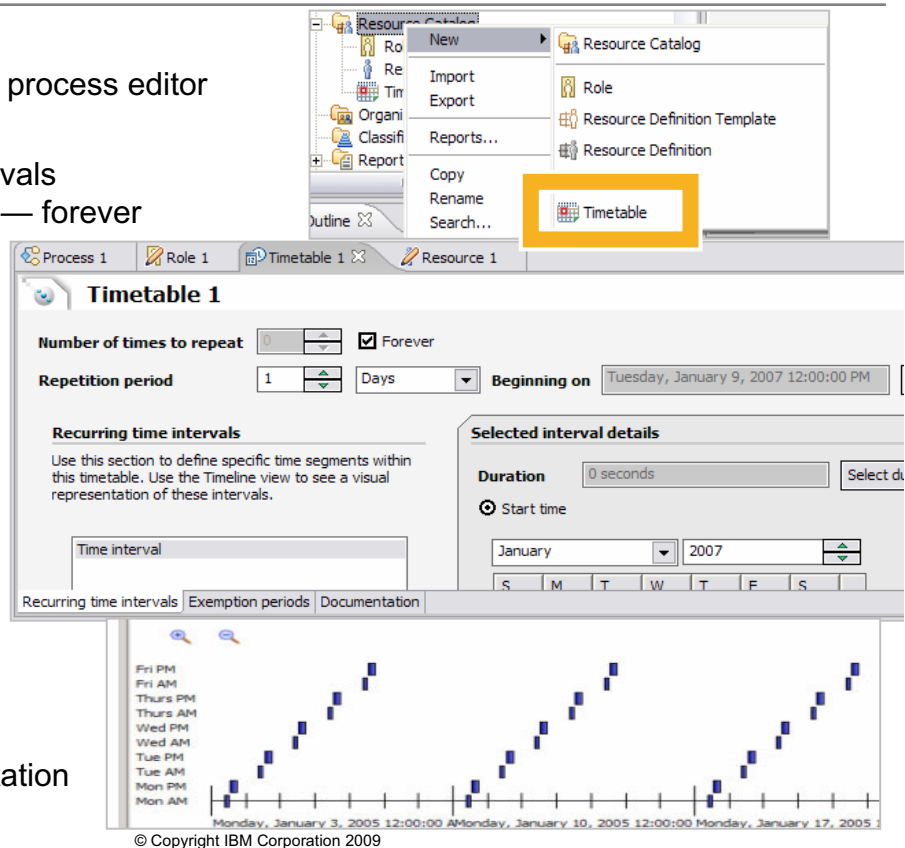 Resource Catalog
New
Resource Catalog
Ro
Re
Import
Role
process editor
Tim
Export
Resource Definition Template
Organi
Classifi
Reports...
Resource Definition
Report
vals
Copy
— forever
Rename
Timetable
Outline
Search...
Process 1 Role 1 Timetable 1 Resource 1
Timetable 1
Number of times to repeat 0 Forever
Repetition period 1 Days Beginning on Tuesday, January 9, 2007 12:00:00 PM
Recurring time intervals
Selected interval details
Use this section to define specific time segments within
this timetable. Use the Timeline view to see a visual
representation of these intervals.
Duration 0 seconds Select du
Start time
Time interval
January 2007
S M T W T F S
Recurring time intervals Exemption periods Documentation
Fri PM
Fri AM
Thurs PM
Thurs AM
Wed PM
Wed AM
Tue PM
Tue AM
Mon PM
Mon AM
Monday, January 3, 2005 12:00:00 AM Monday, January 10, 2005 12:00:00 Monday, January 17, 2005
© Copyright IBM Corporation 2009